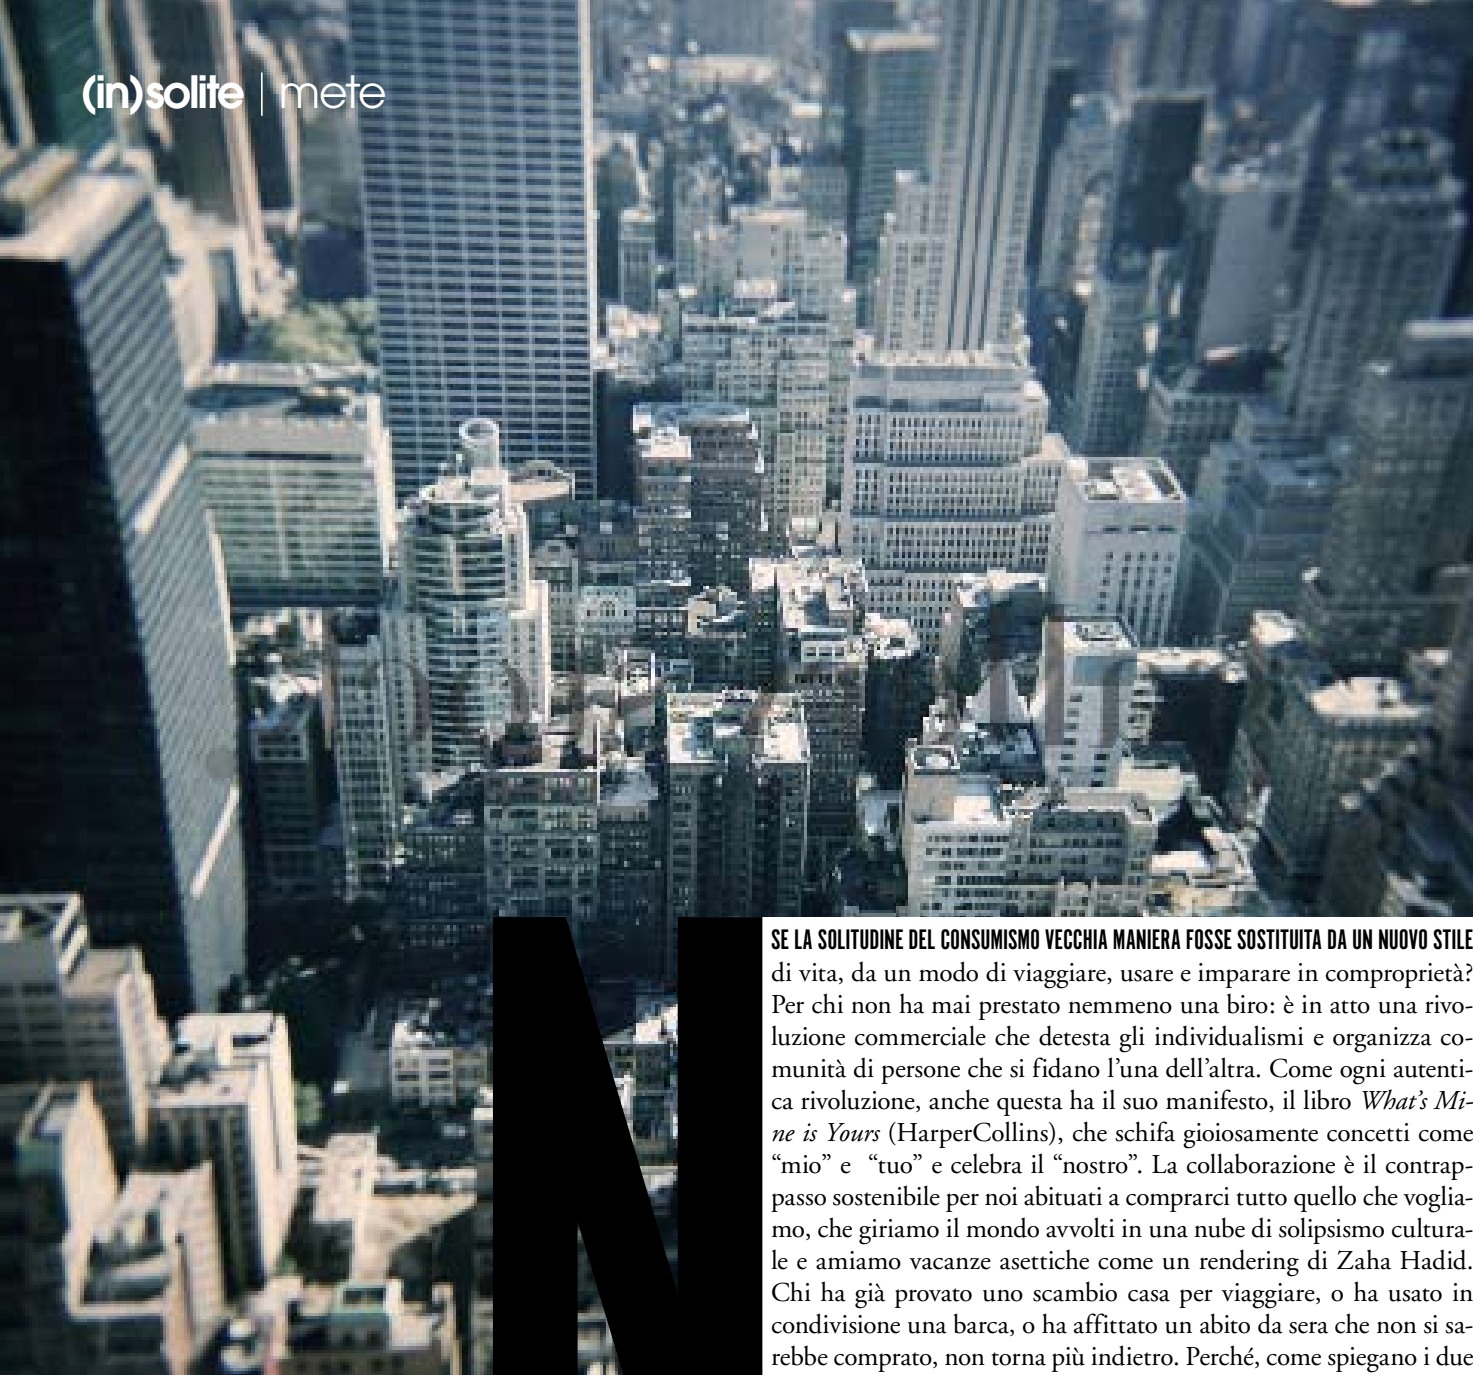 (in)solite | mete
N
SE LA SOLITUDINE DEL CONSUMISMO VECCHIA MANIERA FOSSE SOSTITUITA DA UN NUOVO STILE
di vita, da un modo di viaggiare, usare e imparare in comproprietà?
Per chi non ha mai prestato nemmeno una biro: è in atto una rivo-
luzione commerciale che detesta gli individualismi e organizza co-
munità di persone che si fidano l’una dell’altra. Come ogni autenti-
ca rivoluzione, anche questa ha il suo manifesto, il libro What’s Mi-
ne is Yours (HarperCollins), che schifa gioiosamente concetti come
“mio” e “tuo” e celebra il “nostro”. La collaborazione è il contrap-
passo sostenibile per noi abituati a comprarci tutto quello che voglia-
mo, che giriamo il mondo avvolti in una nube di solipsismo cultura-
le e amiamo vacanze asettiche come un rendering di Zaha Hadid.
Chi ha già provato uno scambio casa per viaggiare, o ha usato in
condivisione una barca, o ha affittato un abito da sera che non si sa-
rebbe comprato, non torna più indietro. Perché, come spiegano i due